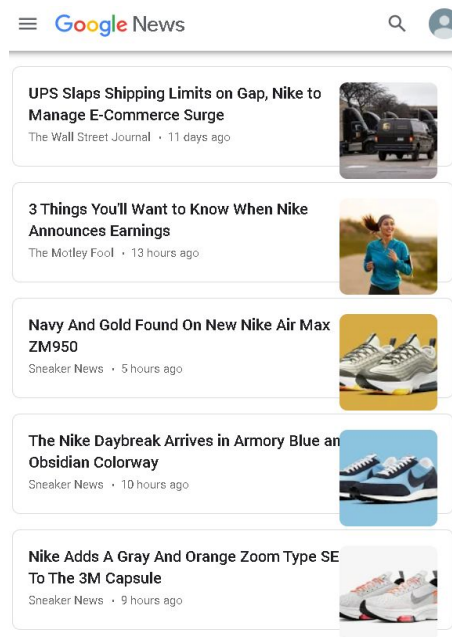 Google News
UPS Slaps Shipping Limits on Gap, Nike to
Manage E-Commerce Surge
The Wall Street Journal • 11 days ago
3 Things You'll Want to Know When Nike
Announces Earnings
The Motley Fool • 13 hours ago
Navy And Gold Found On New Nike Air Max
ZM950
Sneaker News • 5 hours ago
The Nike Daybreak Arrives in Armory Blue an
Obsidian Colorway
Sneaker News • 10 hours ago
Nike Adds A Gray And Orange Zoom Type SE
To The 3M Capsule
Sneaker News • 9 hours ago